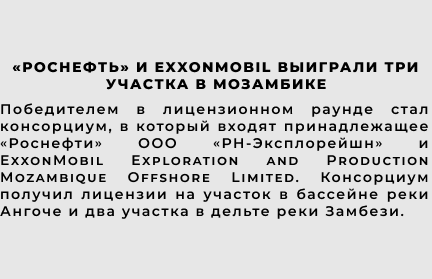 «РОСНЕФТЬ» И EXXONMOBIL ВЫИГРАЛИ ТРИ
УЧАСТКА В МОЗАМБИКЕ
Победителем в лицензионном раунде стал
консорциум, в который входят принадлежащее
«Роснефти» ООО «РН-Эксплорейшн» и
ExxonMobil Exploration and Production
Mozambique Offshore Limited. Консорциум
получил лицензии на участок в бассейне реки
Ангоче и два участка в дельте реки Замбези.